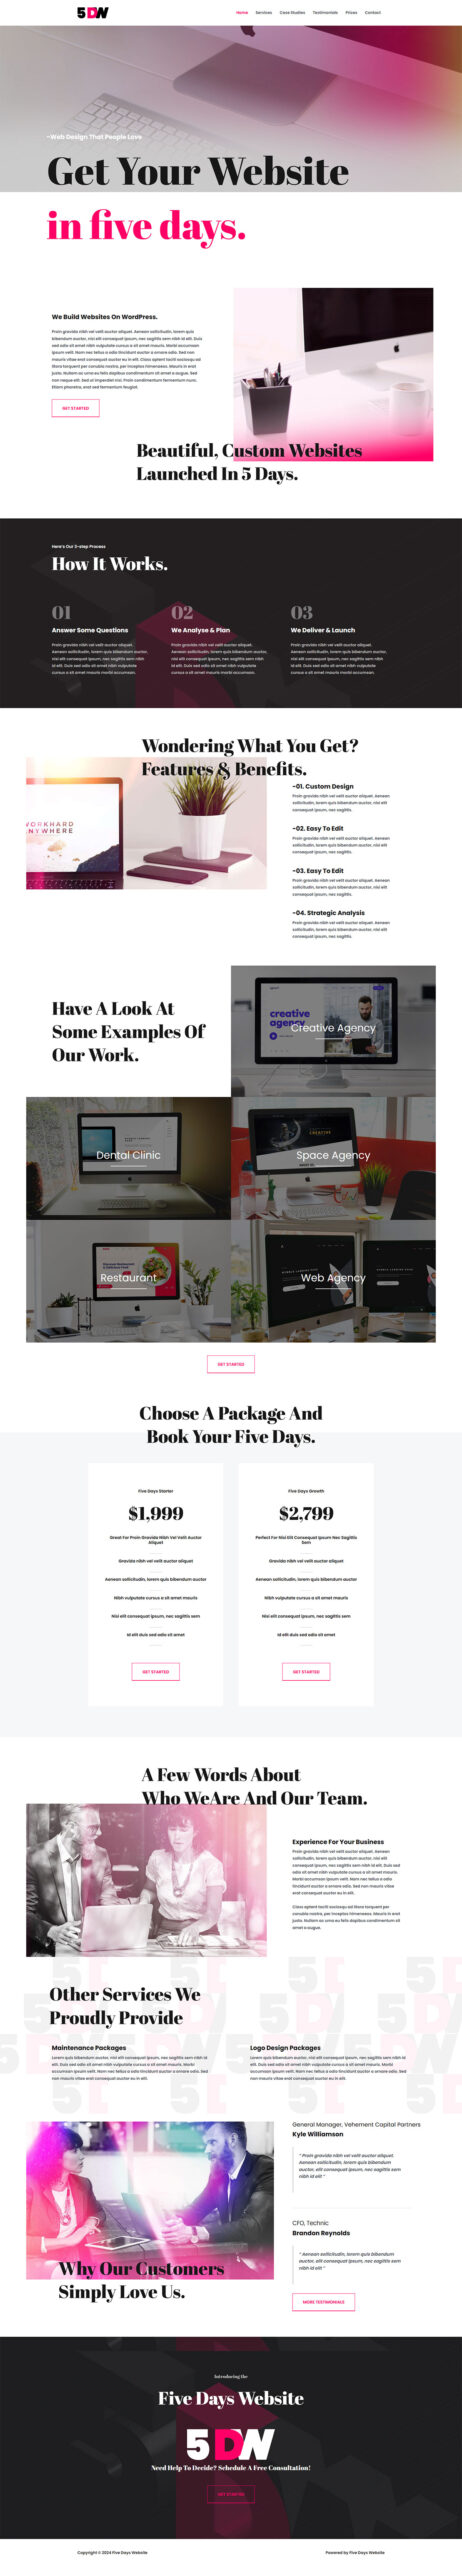 5DW
Home Services Case Studies Testimonials Prices Contact
-Web Design That People Love
Get Your Website
in five days.
We Build Websites On WordPress.
Proin gravida nibh vel velit auctor aliquet. Aenean sollicitudin, lorem quis
bibendum auctor, nisi elit consequat ipsum, nec sagittis sem nibh id elit. Duis
sed odio sit amet nibh vulputate cursus a sit amet mauris. Morbi accumsan
ipsum velit. Nam nec tellus a odio tincidunt auctor a ornare odio. Sed non
mauris vitae erat consequat auctor eu in elit. Class aptent taciti sociosqu ad
litora torquent per conubia nostra, per inceptos himenaeos. Mauris in erat
justo. Nullam ac urna eu felis dapibus condimentum sit amet a augue. Sed
non neque elit. Sed ut imperdiet nisi. Proin condimentum fermentum nunc.
Etiam pharetra, erat sed fermentum feugiat.
GET STARTED
Beautiful, Custom Websites
Launched In 5 Days.
Here's Our 3-step Process
How It Works.
01
Answer Some Questions
Proin gravida nibh vel velit auctor aliquet.
Aenean sollicitudin, lorem quis bibendum auctor,
nisi elit consequat ipsum, nec sagittis sem nibh
id elit. Duis sed odio sit amet nibh vulputate
cursus a sit amet mauris morbi accumsan.
02
We Analyse & Plan
Proin gravida nibh vel velit auctor aliquet.
Aenean sollicitudin, lorem quis bibendum auctor,
nisi elit consequat ipsum, nec sagittis sem nibh
id elit. Duis sed odio sit amet nibh vulputate
cursus a sit amet mauris morbi accumsan.
03
We Deliver & Launch
Proin gravida nibh vel velit auctor aliquet.
Aenean sollicitudin, lorem quis bibendum auctor,
nisi elit consequat ipsum, nec sagittis sem nibh
id elit. Duis sed odio sit amet nibh vulputate
cursus a sit amet mauris morbi accumsan.
Wondering What You Get?
Features & Benefits.
WORKHARD
ANYWHERE
-01. Custom Design
Proin gravida nibh vel velit auctor aliquet. Aenean
sollicitudin, lorem quis bibendum auctor, nisi elit
consequat ipsum, nec sagittis.
-02. Easy To Edit
Proin gravida nibh vel velit auctor aliquet. Aenean
sollicitudin, lorem quis bibendum auctor, nisi elit
consequat ipsum, nec sagittis.
-03. Easy To Edit
Proin gravida nibh vel velit auctor aliquet. Aenean
sollicitudin, lorem quis bibendum auctor, nisi elit
consequat ipsum, nec sagittis.
-04. Strategic Analysis
Proin gravida nibh vel velit auctor aliquet. Aenean
sollicitudin, lorem quis bibendum auctor, nisi elit
consequat ipsum, nec sagittis.
Have A Look At
Some Examples Of
Our Work.
creative
agency
Creative Agency
Dental Clinic
CREATIVE
Space Agency
Restaurant
Web Agency
GET STARTED
Choose A Package And
Book Your Five Days.
Five Days Starter
$1,999
Great For Proin Gravida Nibh Vel Velit Auctor
Aliquet
Gravida nibh vel velit auctor aliquet
Aenean sollicitudin, lorem quis bibendum auctor
Nibh vulputate cursus a sit amet mauris
Nisi elit consequat ipsum, nec sagittis sem
Id elit duis sed odio sit amet
GET STARTED
Five Days Growth
$2,799
Perfect For Nisi Elit Consequat Ipsum Nec Sagittis
Sem
Gravida nibh vel velit auctor aliquet
Aenean sollicitudin, lorem quis bibendum auctor
Nibh vulputate cursus a sit amet mauris
Nisi elit consequat ipsum, nec sagittis sem
Id elit duis sed odio sit amet
GET STARTED
A Few Words About
Who WeAre And Our Team.
Experience For Your Business
Proin gravida nibh vel velit auctor aliquet. Aenean
sollicitudin, lorem quis bibendum auctor, nisi elit
consequat ipsum, nec sagittis sem nibh id elit. Duis sed
odio sit amet nibh vulputate cursus a sit amet mauris.
Morbi accumsan ipsum velit. Nam nec tellus a odio
tincidunt auctor a ornare odio. Sed non mauris vitae
erat consequat auctor eu in elit.
Class aptent taciti sociosqu ad litora torquent per
conubia nostra, per inceptos himenaeos. Mauris in erat
justo. Nullam ac urna eu felis dapibus condimentum sit
amet a augue.
Other Services We
Proudly Provide
Maintenance Packages
Lorem quis bibendum auctor, nisi elit consequat ipsum, nec sagittis sem nibh id
elit. Duis sed odio sit amet nibh vulputate cursus a sit amet mauris. Morbi
accumsan ipsum velit. Nam nec tellus a odio tincidunt auctor a ornare odio. Sed
non mauris vitae erat consequat auctor eu in elit.
Logo Design Packages
Lorem quis bibendum auctor, nisi elit consequat ipsum, nec sagittis sem nibh id
elit. Duis sed odio sit amet nibh vulputate cursus a sit amet mauris. Morbi
accumsan ipsum velit. Nam nec tellus a odio tincidunt auctor a ornare odio. Sed
non mauris vitae erat consequat auctor eu in elit.
General Manager, Vehement Capital Partners
Kyle Williamson
" Proin gravida nibh vel velit auctor aliquet.
Aenean sollicitudin, lorem quis bibendum
auctor, elit consequat ipsum, nec sagittis sem
nibh id elit "
CFO, Technic
Brandon Reynolds
" Aenean sollicitudin, lorem quis bibendum
auctor, elit consequat ipsum, nec sagittis sem
nibh id elit "
MORE TESTIMONIALS
Why Our Customers
Simply Love Us.
Introducing the
Five Days Website
5DW
Need Help To Decide? Schedule A Free Consultation!
GET STARTED
Copyright © 2024 Five Days Website
Powered by Five Days Website